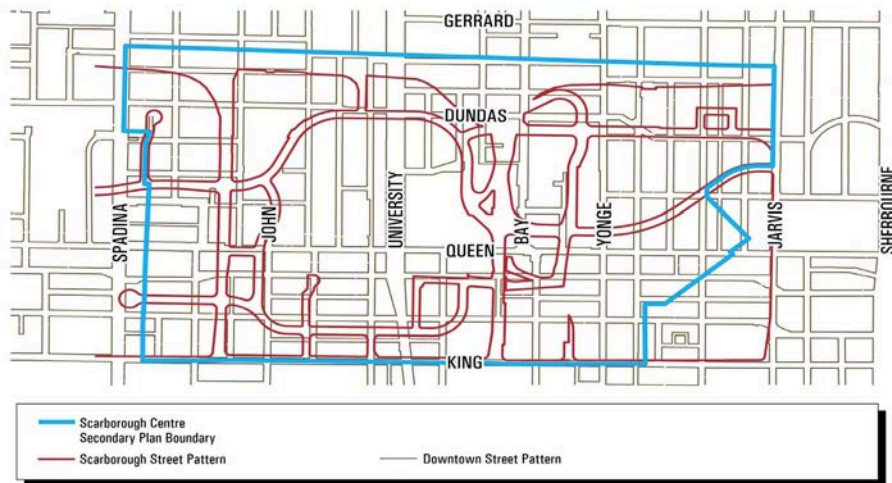 GERRARD
DUNDAS
SPADINA
JOHN
UNIVERSITY
QUEEN
BAY
YONGE
JARVIS
SHERBOURNE
KING
Scarborough Centre
Secondary Plan Boundary
Scarborough Street Pattern
Downtown Street Pattern